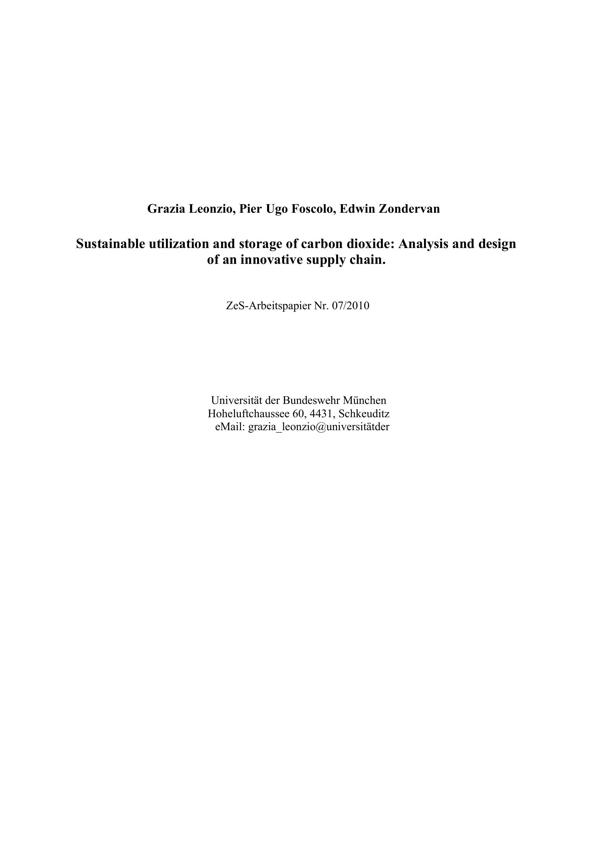 Grazia Leonzio, Pier Ugo Foscolo, Edwin Zondervan
Sustainable utilization and storage of carbon dioxide: Analysis and design
of an innovative supply chain.
ZeS-Arbeitspapier Nr. 07/2010
Universität der Bundeswehr München
Hoheluftchaussee 60, 4431, Schkeuditz
eMail: grazia_leonzio@universitätder